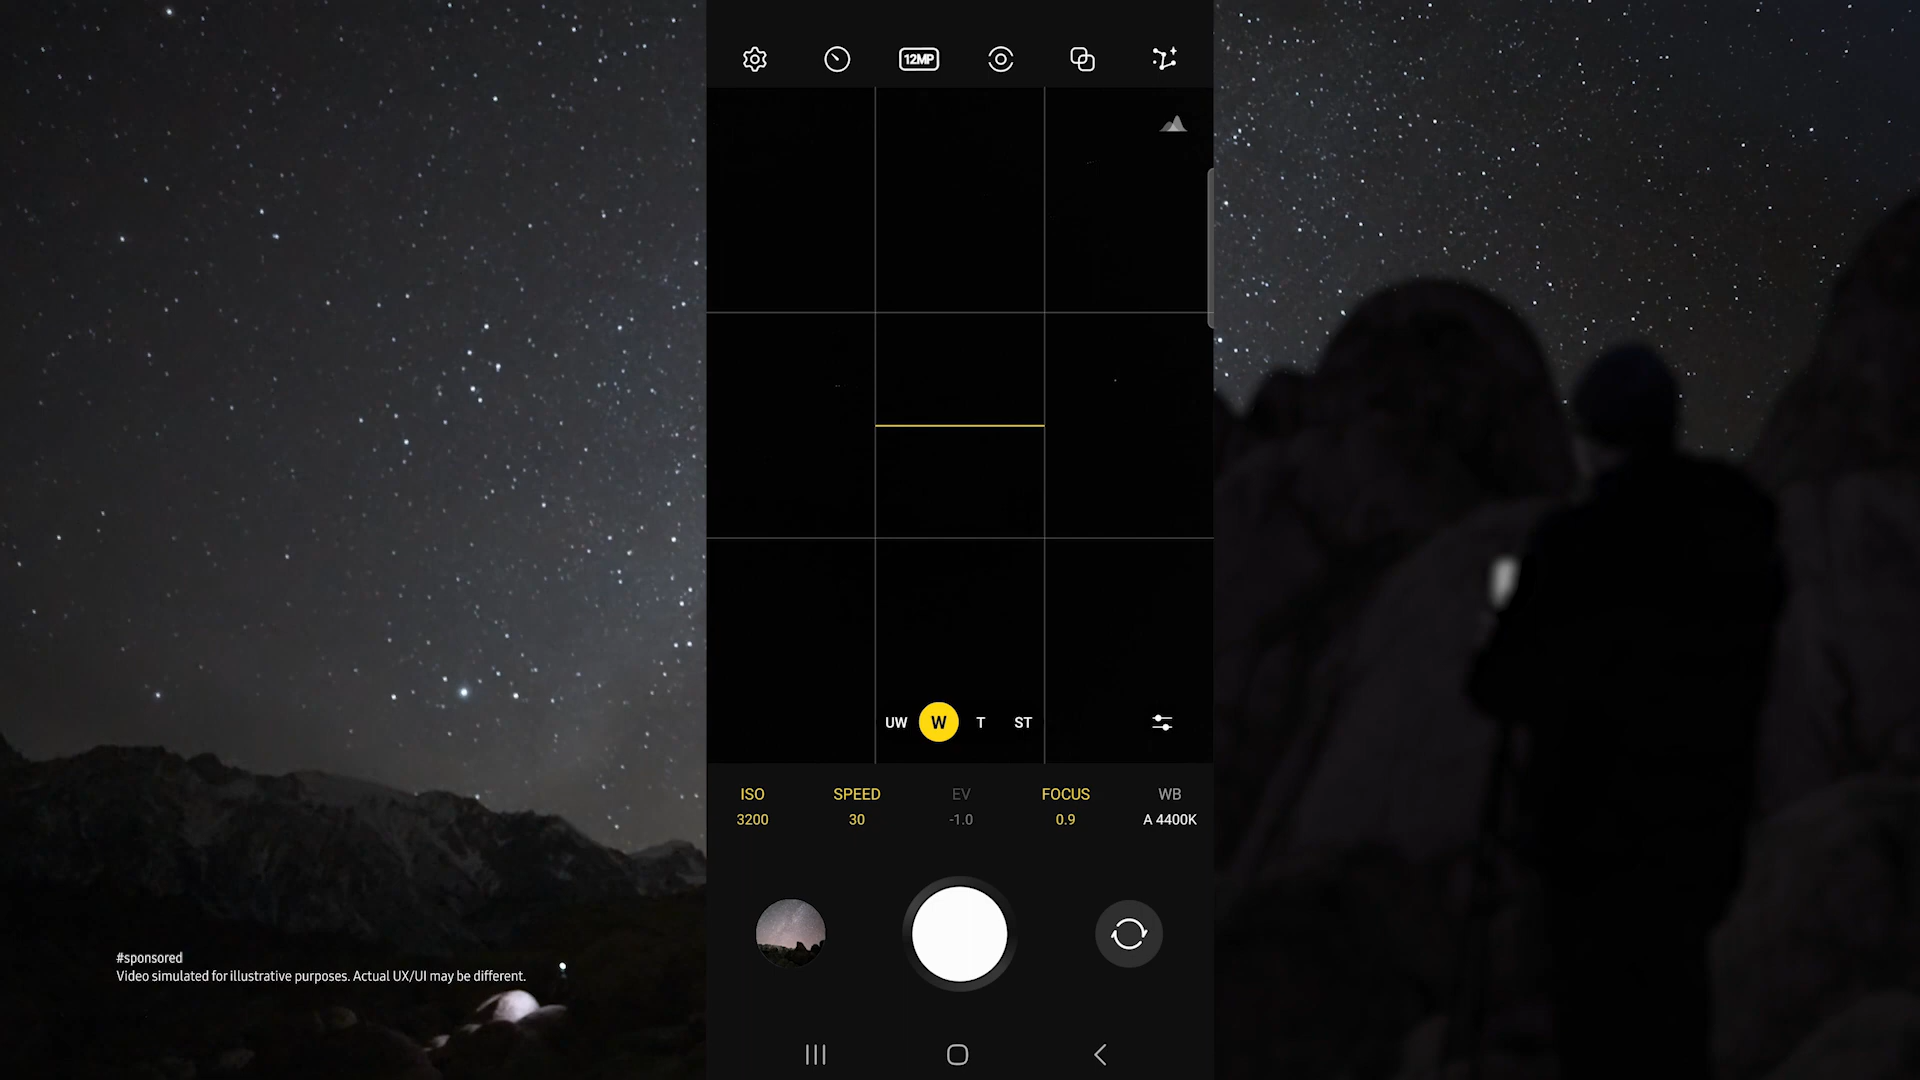 12MP
UW W T ST
ISO SPEED EV FOCUS WB
3200 30 -1.0 0.9 A 4400K
#sponsored
Video simulated for illustrative purposes. Actual UX/UI may be different.